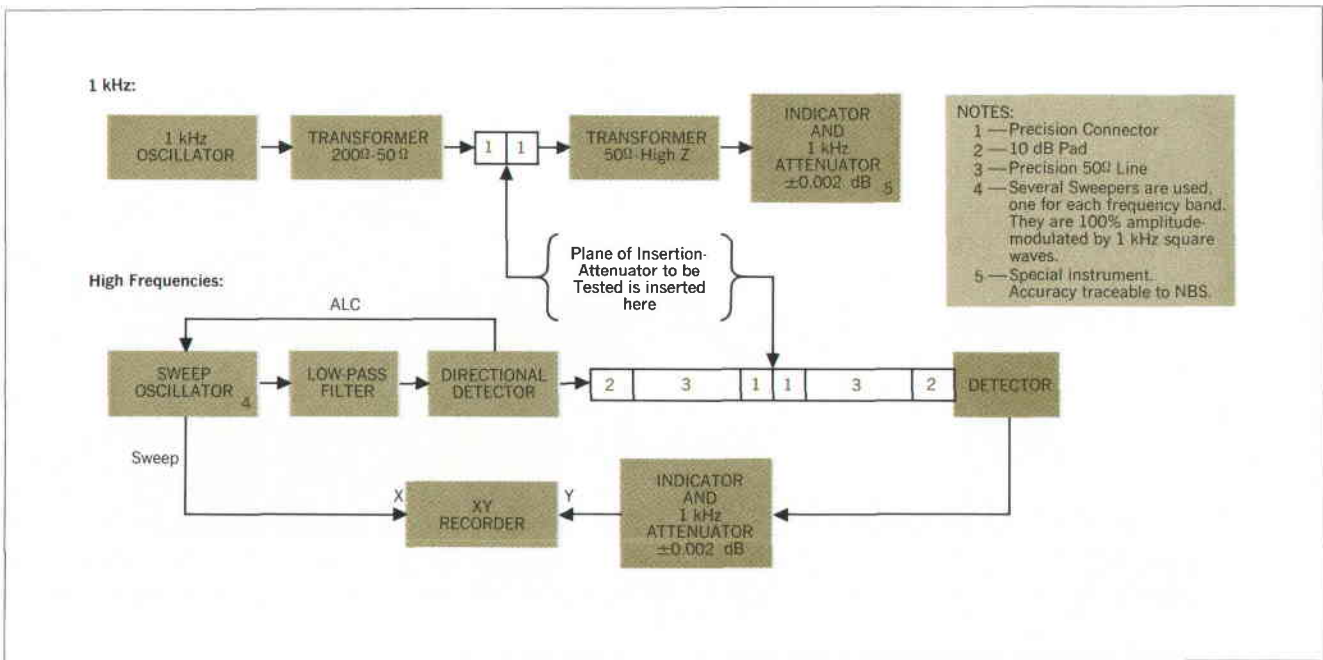 1 kHz:
1 kHz
OSCILLATOR
TRANSFORMER
200Ω-50 Ω
1 1
TRANSFORMER
50Ω-High Z
INDICATOR
AND
1 kHz
ATTENUATOR
±0.002 dB
5
NOTES:
1 — Precision Connector
2 — 10 dB Pad
3 — Precision 50Ω Line
4 — Several Sweepers are used,
one for each frequency band.
They are 100% amplitude-
modulated by 1 kHz square
waves.
5 — Special instrument.
Accuracy traceable to NBS.
Plane of Insertion-
Attenuator to be
Tested is inserted
here
High Frequencies:
ALC
SWEEP
OSCILLATOR
4
LOW-PASS
FILTER
DIRECTIONAL
DETECTOR
2 3 1 1 3 2
DETECTOR
Sweep
X
XY
RECORDER
Y
INDICATOR
AND
1 kHz
ATTENUATOR
±0.002 dB